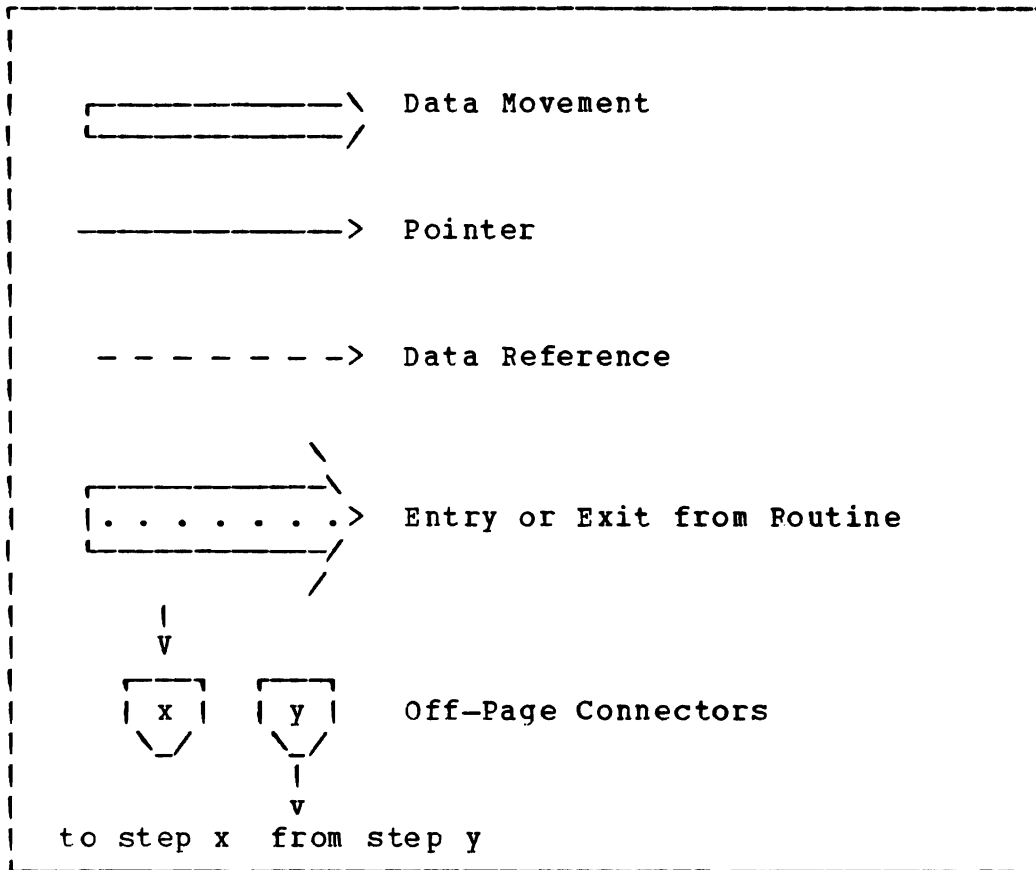 Data Movement
Pointer
Data Reference
Entry or Exit from Routine
x y Off-Page Connectors
to step x from step y